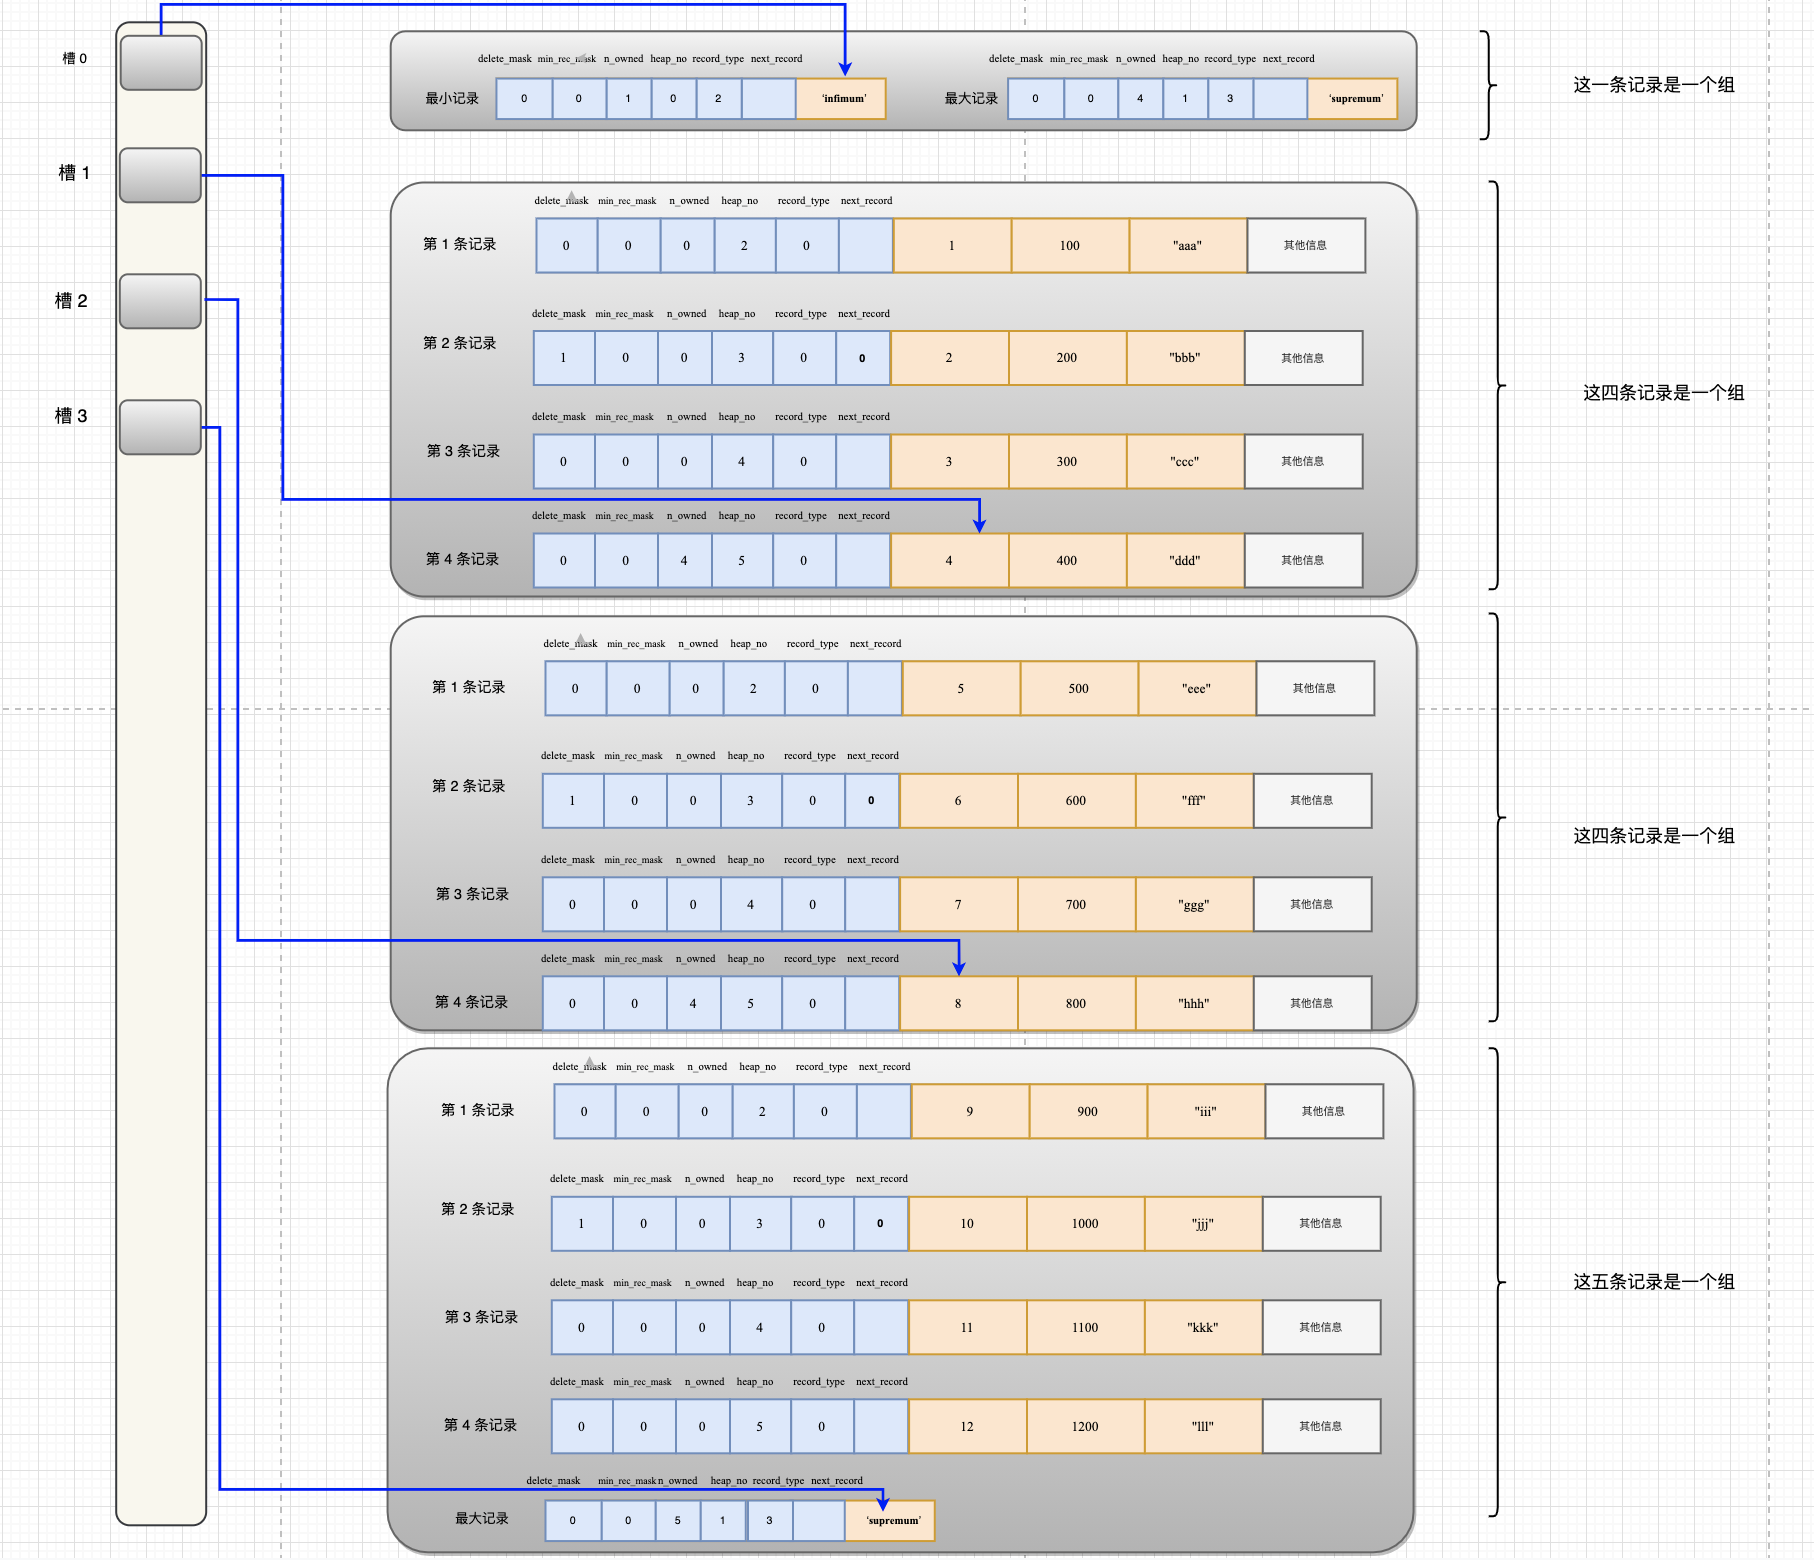 槽 0
delete_mask min_rec_mask n_owned heap_no record_type next_record
最小记录 0 0 1 0 2 ‘infimum’
delete_mask min_rec_mask n_owned heap_no record_type next_record
最大记录 0 0 4 1 3 ‘supremum’
这一条记录是一个组
槽 1
槽 2
槽 3
delete_mask min_rec_mask n_owned heap_no record_type next_record
第 1 条记录 0 0 0 2 0 1 100 "aaa" 其他信息
delete_mask min_rec_mask n_owned heap_no record_type next_record
第 2 条记录 1 0 0 3 0 0 2 200 "bbb" 其他信息
delete_mask min_rec_mask n_owned heap_no record_type next_record
第 3 条记录 0 0 0 4 0 3 300 "ccc" 其他信息
delete_mask min_rec_mask n_owned heap_no record_type next_record
第 4 条记录 0 0 4 5 0 4 400 "ddd" 其他信息
这四条记录是一个组
delete_mask min_rec_mask n_owned heap_no record_type next_record
第 1 条记录 0 0 0 2 0 5 500 "eee" 其他信息
delete_mask min_rec_mask n_owned heap_no record_type next_record
第 2 条记录 1 0 0 3 0 0 6 600 "fff" 其他信息
delete_mask min_rec_mask n_owned heap_no record_type next_record
第 3 条记录 0 0 0 4 0 7 700 "ggg" 其他信息
delete_mask min_rec_mask n_owned heap_no record_type next_record
第 4 条记录 0 0 4 5 0 8 800 "hhh" 其他信息
这四条记录是一个组
delete_mask min_rec_mask n_owned heap_no record_type next_record
第 1 条记录 0 0 0 2 0 9 900 "iii" 其他信息
delete_mask min_rec_mask n_owned heap_no record_type next_record
第 2 条记录 1 0 0 3 0 0 10 1000 "jjj" 其他信息
delete_mask min_rec_mask n_owned heap_no record_type next_record
第 3 条记录 0 0 0 4 0 11 1100 "kkk" 其他信息
delete_mask min_rec_mask n_owned heap_no record_type next_record
第 4 条记录 0 0 0 5 0 12 1200 "lll" 其他信息
delete_mask min_rec_mask n_owned heap_no record_type next_record
最大记录 0 0 5 1 3 ‘supremum’
这五条记录是一个组